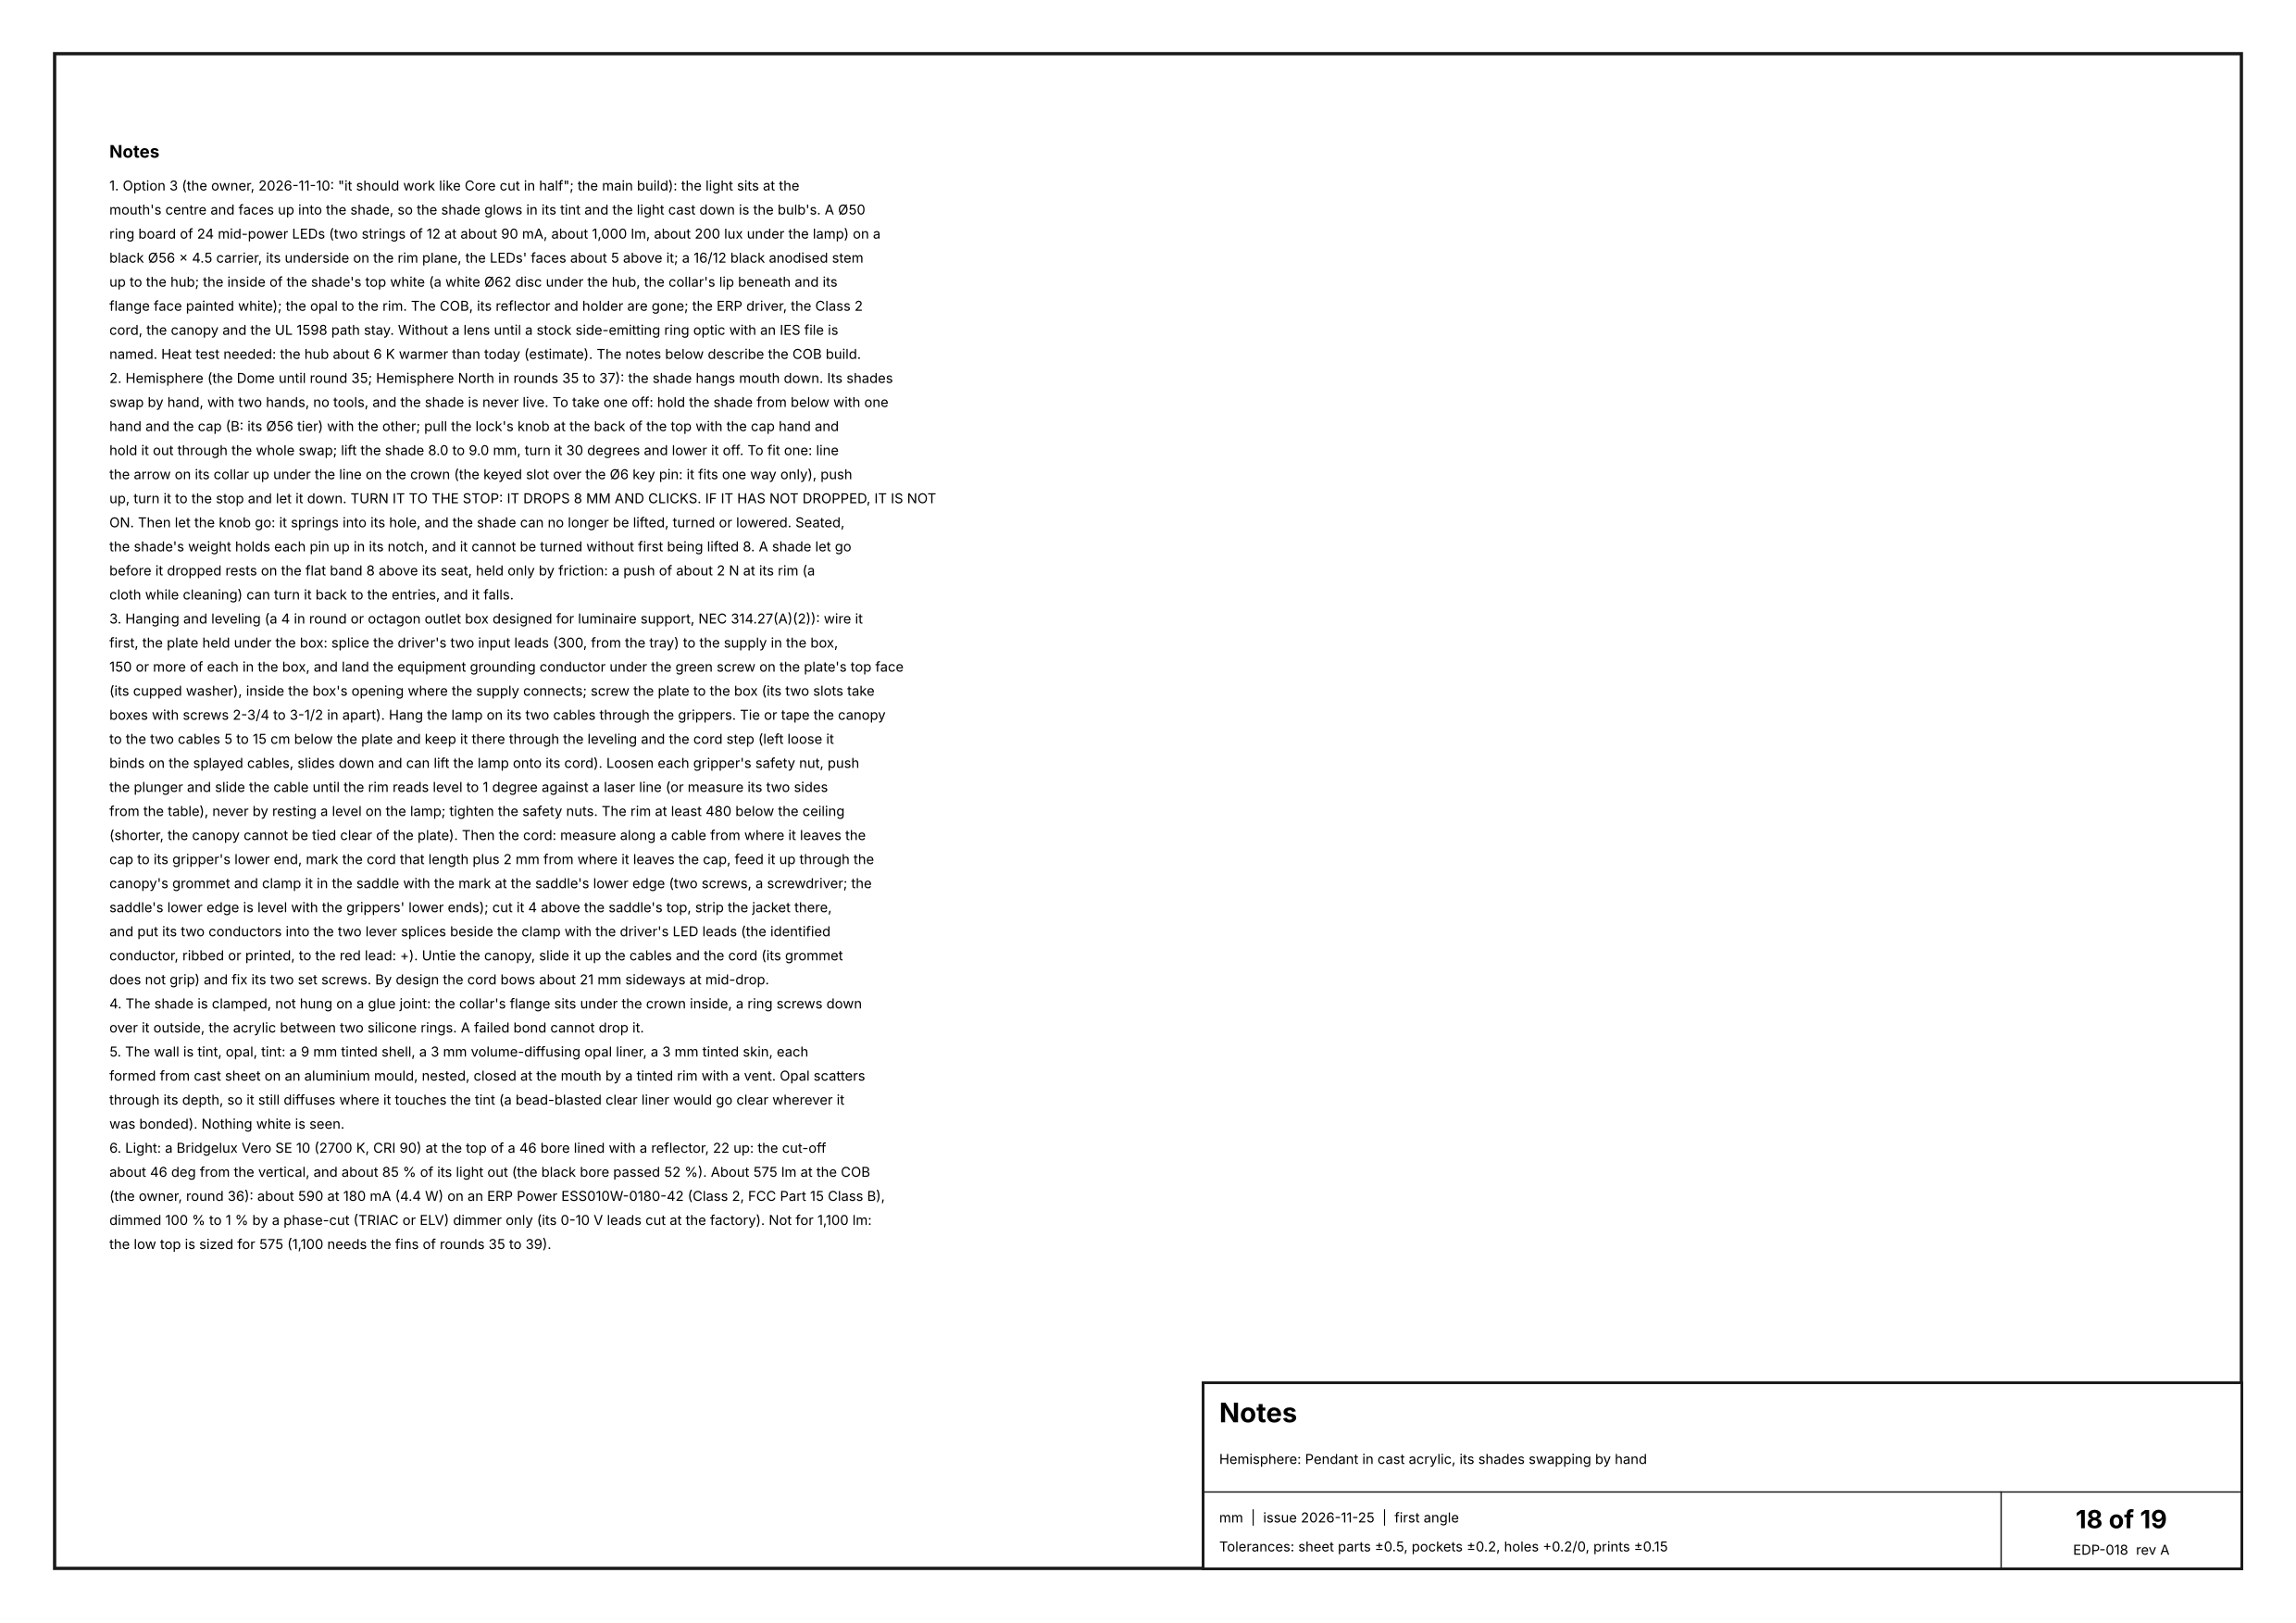 Notes
1. Option 3 (the owner, 2026-11-10: "it should work like Core cut in half"; the main build): the light sits at the
mouth's centre and faces up into the shade, so the shade glows in its tint and the light cast down is the bulb's. A Ø50
ring board of 24 mid-power LEDs (two strings of 12 at about 90 mA, about 1,000 lm, about 200 lux under the lamp) on a
black Ø56 × 4.5 carrier, its underside on the rim plane, the LEDs' faces about 5 above it; a 16/12 black anodised stem
up to the hub; the inside of the shade's top white (a white Ø62 disc under the hub, the collar's lip beneath and its
flange face painted white); the opal to the rim. The COB, its reflector and holder are gone; the ERP driver, the Class 2
cord, the canopy and the UL 1598 path stay. Without a lens until a stock side-emitting ring optic with an IES file is
named. Heat test needed: the hub about 6 K warmer than today (estimate). The notes below describe the COB build.
2. Hemisphere (the Dome until round 35; Hemisphere North in rounds 35 to 37): the shade hangs mouth down. Its shades
swap by hand, with two hands, no tools, and the shade is never live. To take one off: hold the shade from below with one
hand and the cap (B: its Ø56 tier) with the other; pull the lock's knob at the back of the top with the cap hand and
hold it out through the whole swap; lift the shade 8.0 to 9.0 mm, turn it 30 degrees and lower it off. To fit one: line
the arrow on its collar up under the line on the crown (the keyed slot over the Ø6 key pin: it fits one way only), push
up, turn it to the stop and let it down. TURN IT TO THE STOP: IT DROPS 8 MM AND CLICKS. IF IT HAS NOT DROPPED, IT IS NOT
ON. Then let the knob go: it springs into its hole, and the shade can no longer be lifted, turned or lowered. Seated,
the shade's weight holds each pin up in its notch, and it cannot be turned without first being lifted 8. A shade let go
before it dropped rests on the flat band 8 above its seat, held only by friction: a push of about 2 N at its rim (a
cloth while cleaning) can turn it back to the entries, and it falls.
3. Hanging and leveling (a 4 in round or octagon outlet box designed for luminaire support, NEC 314.27(A)(2)): wire it
first, the plate held under the box: splice the driver's two input leads (300, from the tray) to the supply in the box,
150 or more of each in the box, and land the equipment grounding conductor under the green screw on the plate's top face
(its cupped washer), inside the box's opening where the supply connects; screw the plate to the box (its two slots take
boxes with screws 2-3/4 to 3-1/2 in apart). Hang the lamp on its two cables through the grippers. Tie or tape the canopy
to the two cables 5 to 15 cm below the plate and keep it there through the leveling and the cord step (left loose it
binds on the splayed cables, slides down and can lift the lamp onto its cord). Loosen each gripper's safety nut, push
the plunger and slide the cable until the rim reads level to 1 degree against a laser line (or measure its two sides
from the table), never by resting a level on the lamp; tighten the safety nuts. The rim at least 480 below the ceiling
(shorter, the canopy cannot be tied clear of the plate). Then the cord: measure along a cable from where it leaves the
cap to its gripper's lower end, mark the cord that length plus 2 mm from where it leaves the cap, feed it up through the
canopy's grommet and clamp it in the saddle with the mark at the saddle's lower edge (two screws, a screwdriver; the
saddle's lower edge is level with the grippers' lower ends); cut it 4 above the saddle's top, strip the jacket there,
and put its two conductors into the two lever splices beside the clamp with the driver's LED leads (the identified
conductor, ribbed or printed, to the red lead: +). Untie the canopy, slide it up the cables and the cord (its grommet
does not grip) and fix its two set screws. By design the cord bows about 21 mm sideways at mid-drop.
4. The shade is clamped, not hung on a glue joint: the collar's flange sits under the crown inside, a ring screws down
over it outside, the acrylic between two silicone rings. A failed bond cannot drop it.
5. The wall is tint, opal, tint: a 9 mm tinted shell, a 3 mm volume-diffusing opal liner, a 3 mm tinted skin, each
formed from cast sheet on an aluminium mould, nested, closed at the mouth by a tinted rim with a vent. Opal scatters
through its depth, so it still diffuses where it touches the tint (a bead-blasted clear liner would go clear wherever it
was bonded). Nothing white is seen.
6. Light: a Bridgelux Vero SE 10 (2700 K, CRI 90) at the top of a 46 bore lined with a reflector, 22 up: the cut-off
about 46 deg from the vertical, and about 85 % of its light out (the black bore passed 52 %). About 575 lm at the COB
(the owner, round 36): about 590 at 180 mA (4.4 W) on an ERP Power ESS010W-0180-42 (Class 2, FCC Part 15 Class B),
dimmed 100 % to 1 % by a phase-cut (TRIAC or ELV) dimmer only (its 0-10 V leads cut at the factory). Not for 1,100 lm:
the low top is sized for 575 (1,100 needs the fins of rounds 35 to 39).
Notes
Hemisphere: Pendant in cast acrylic, its shades swapping by hand
mm | issue 2026-11-25 | first angle
Tolerances: sheet parts ±0.5, pockets ±0.2, holes +0.2/0, prints ±0.15
18 of 19
EDP-018 rev A